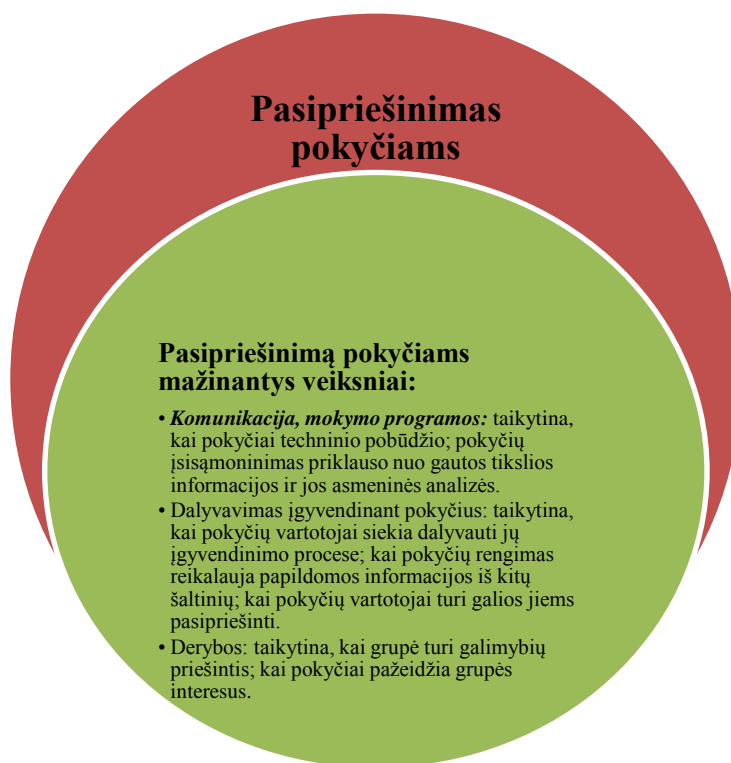 Pasipriešinimas
pokyčiams
Pasipriešinimą pokyčiams
mažinantys veiksniai:
• Komunikacija, mokymo programos: taikytina,
kai pokyčiai techninio pobūdžio; pokyčių
įsisąmoninimas priklauso nuo gautos tikslios
informacijos ir jos asmeninės analizės.
• Dalyvavimas įgyvendinant pokyčius: taikytina,
kai pokyčių vartotojai siekia dalyvauti jų
įgyvendinimo procese; kai pokyčių rengimas
reikalauja papildomos informacijos iš kitų
šaltinių; kai pokyčių vartotojai turi galios jiems
pasipriešinti.
• Derybos: taikytina, kai grupė turi galimybių
priešintis; kai pokyčiai pažeidžia grupės
interesus.